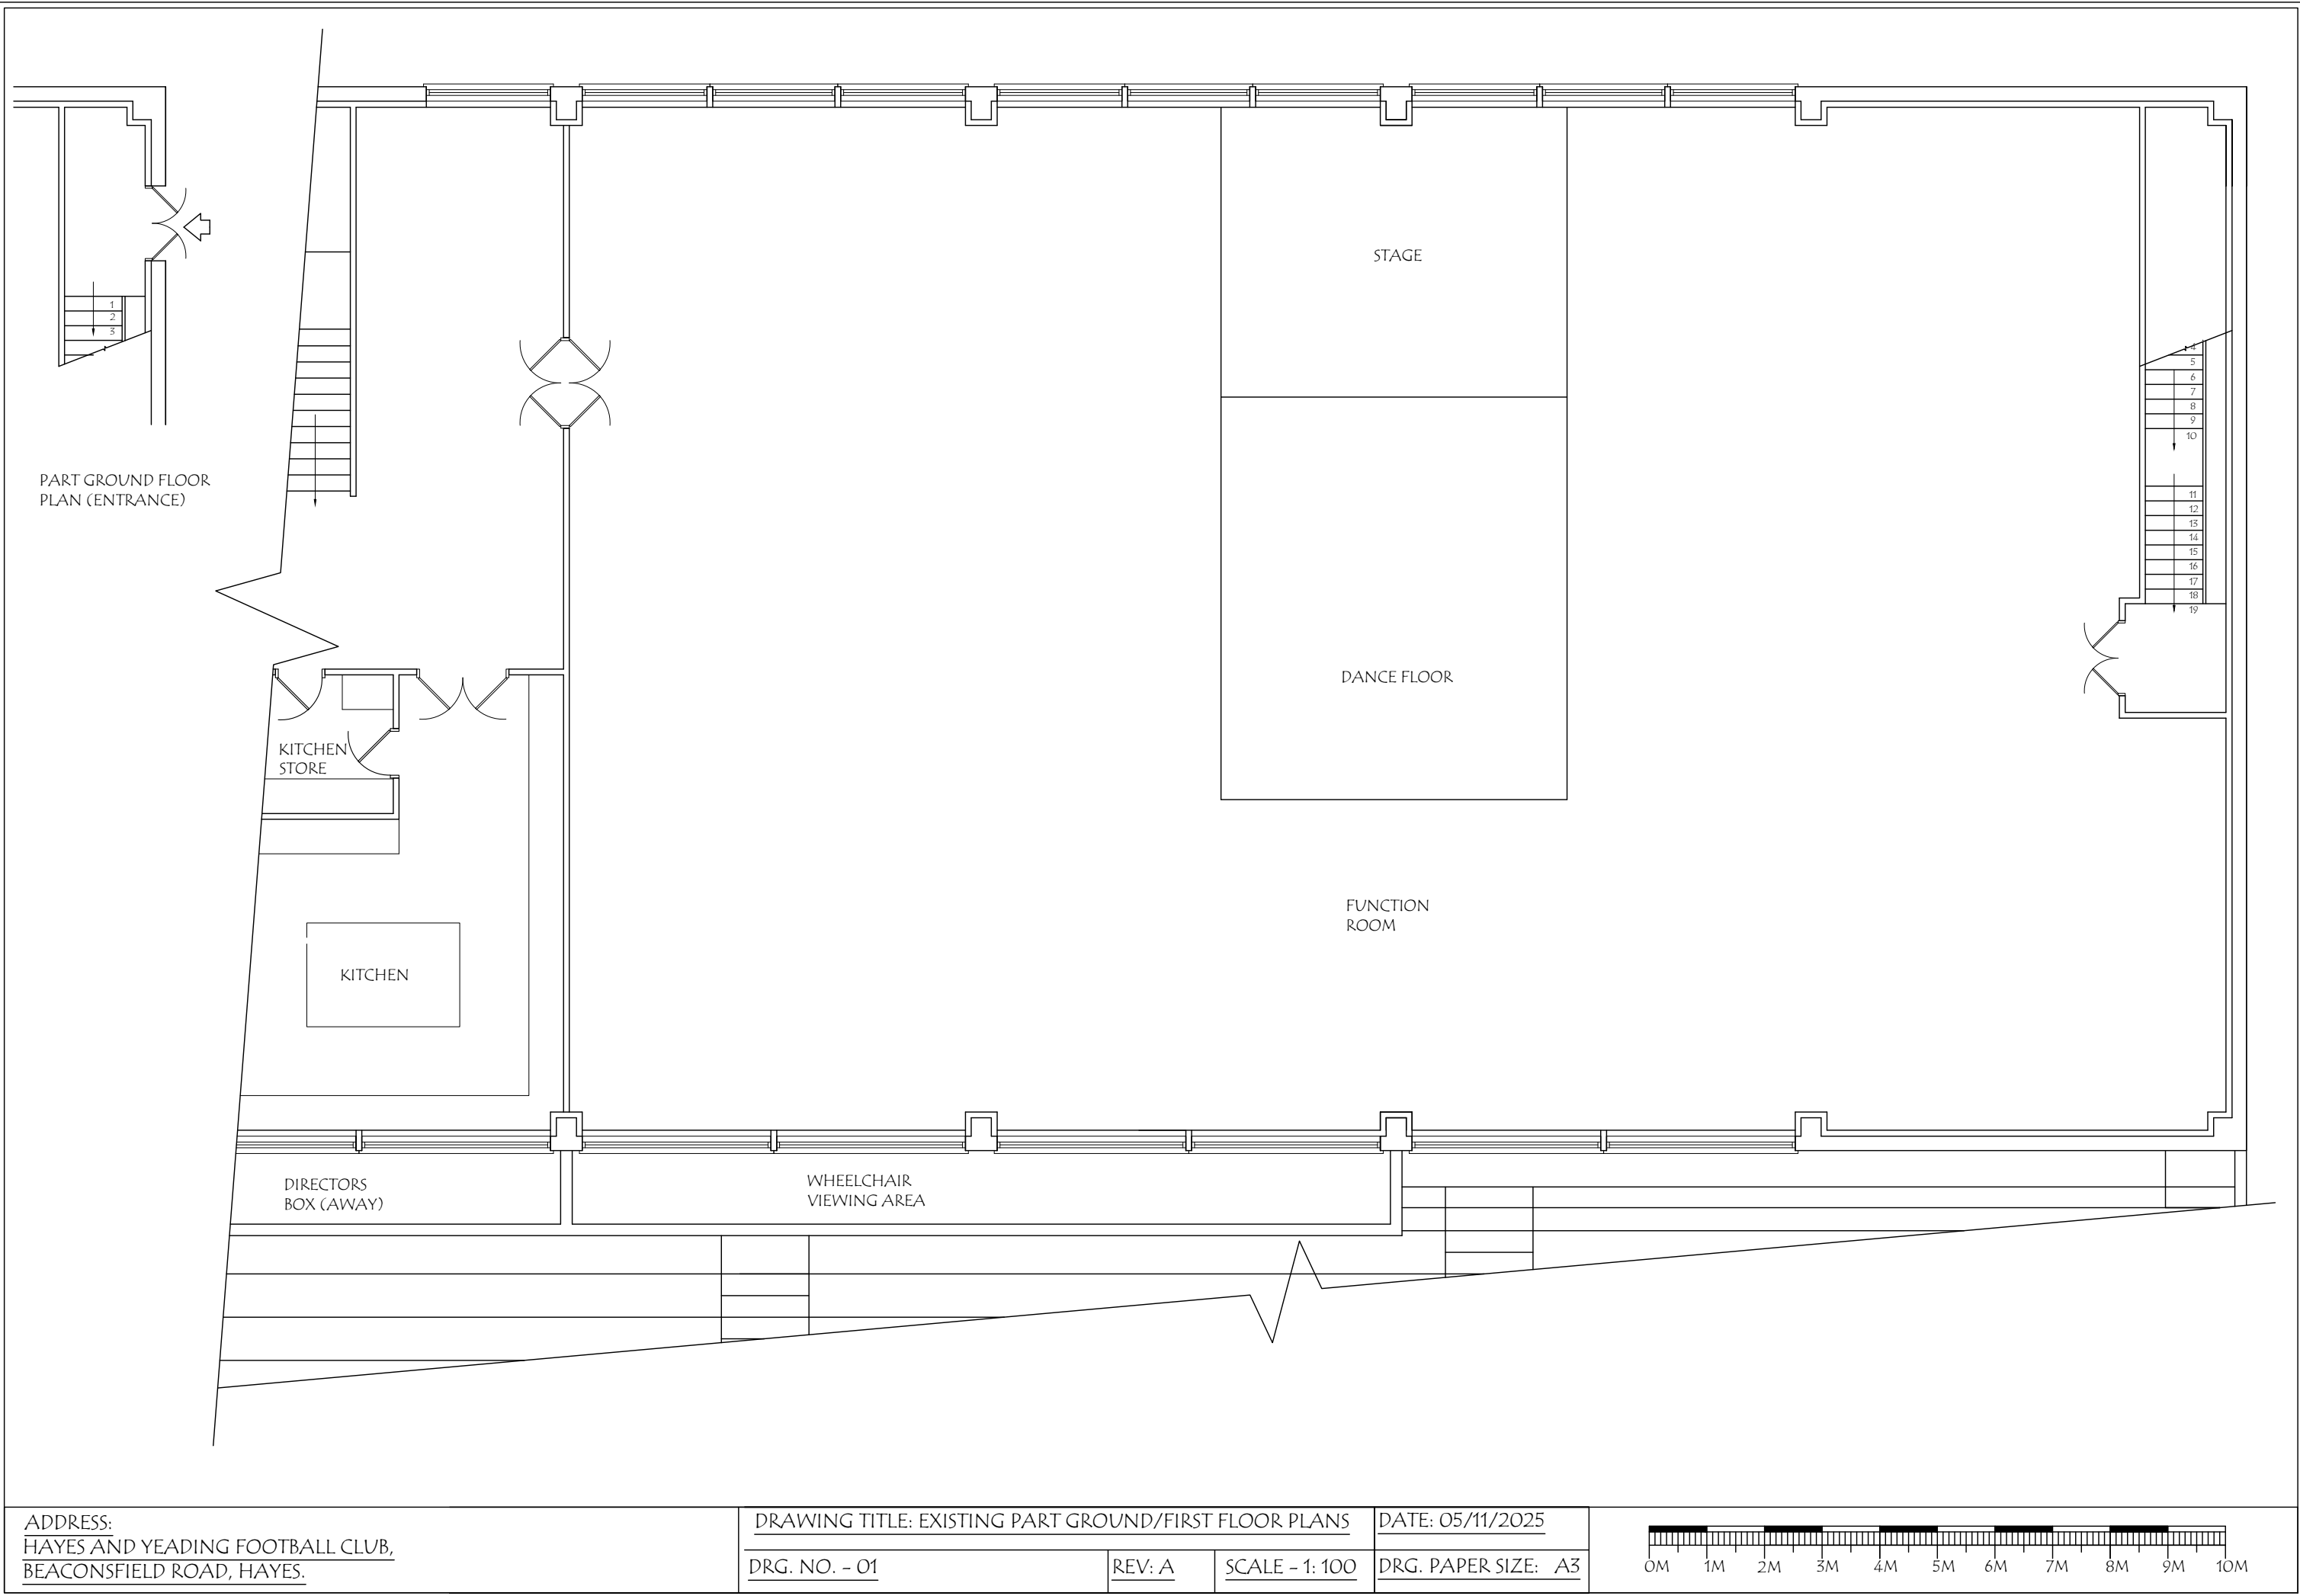 1
2
3
PART GROUND FLOOR
PLAN (ENTRANCE)
STAGE
4
5
6
7
8
9
10
11
12
13
14
15
16
17
18
19
DANCE FLOOR
KITCHEN
STORE
FUNCTION
ROOM
KITCHEN
DIRECTORS
BOX (AWAY)
WHEELCHAIR
VIEWING AREA
ADDRESS:
HAYES AND YEADING FOOTBALL CLUB,
BEACONSFIELD ROAD, HAYES.
DRAWING TITLE: EXISTING PART GROUND/FIRST FLOOR PLANS
DATE: 05/11/2025
DRG. NO. - 01
REV: A
SCALE - 1: 100
DRG. PAPER SIZE: A3
0M 1M 2M 3M 4M 5M 6M 7M 8M 9M 10M